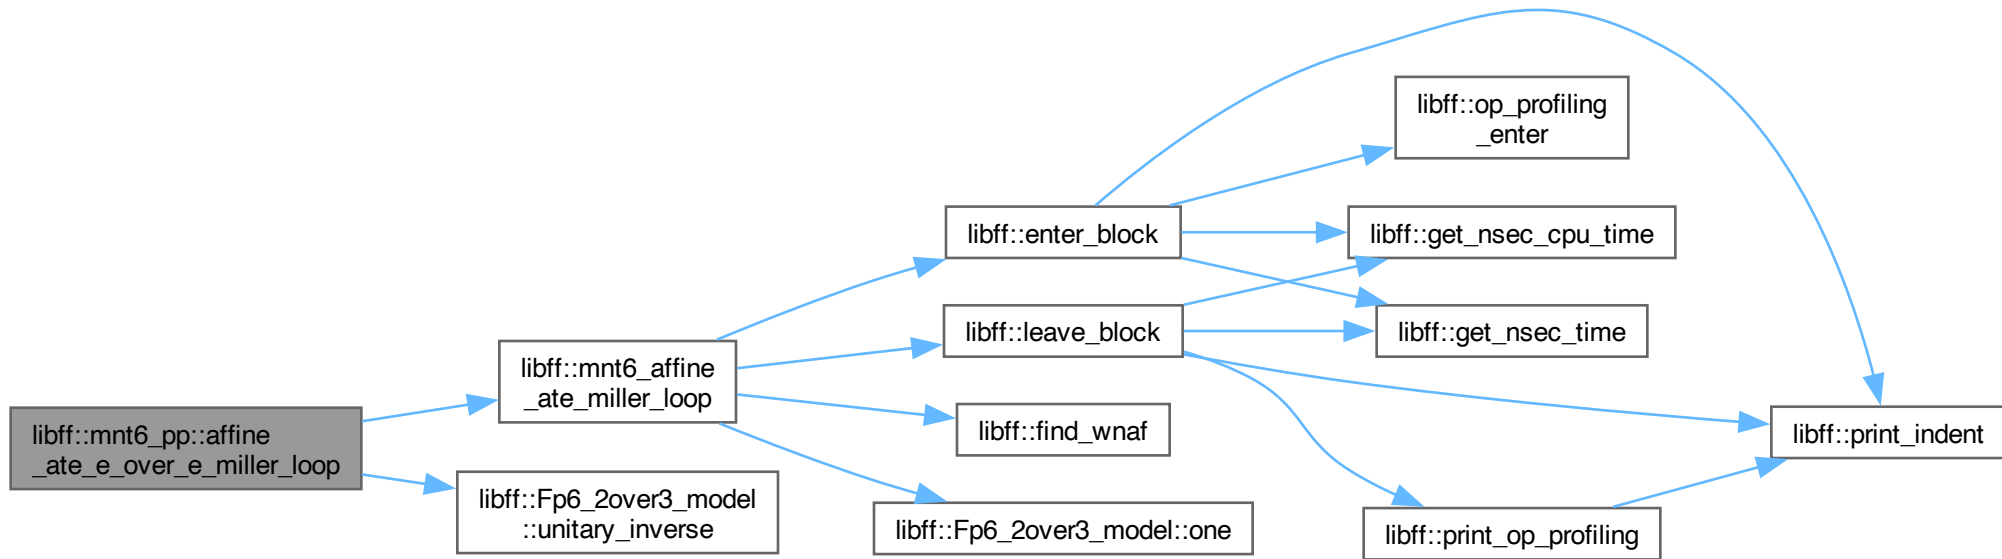 libff::mnt6_pp::affine
_ate_e_over_e_miller_loop
libff::mnt6_affine
_ate_miller_loop
libff::Fp6_2over3_model
::unitary_inverse
libff::enter_block
libff::leave_block
libff::find_wnaf
libff::Fp6_2over3_model::one
libff::op_profiling
_enter
libff::get_nsec_cpu_time
libff::get_nsec_time
libff::print_op_profiling
libff::print_indent